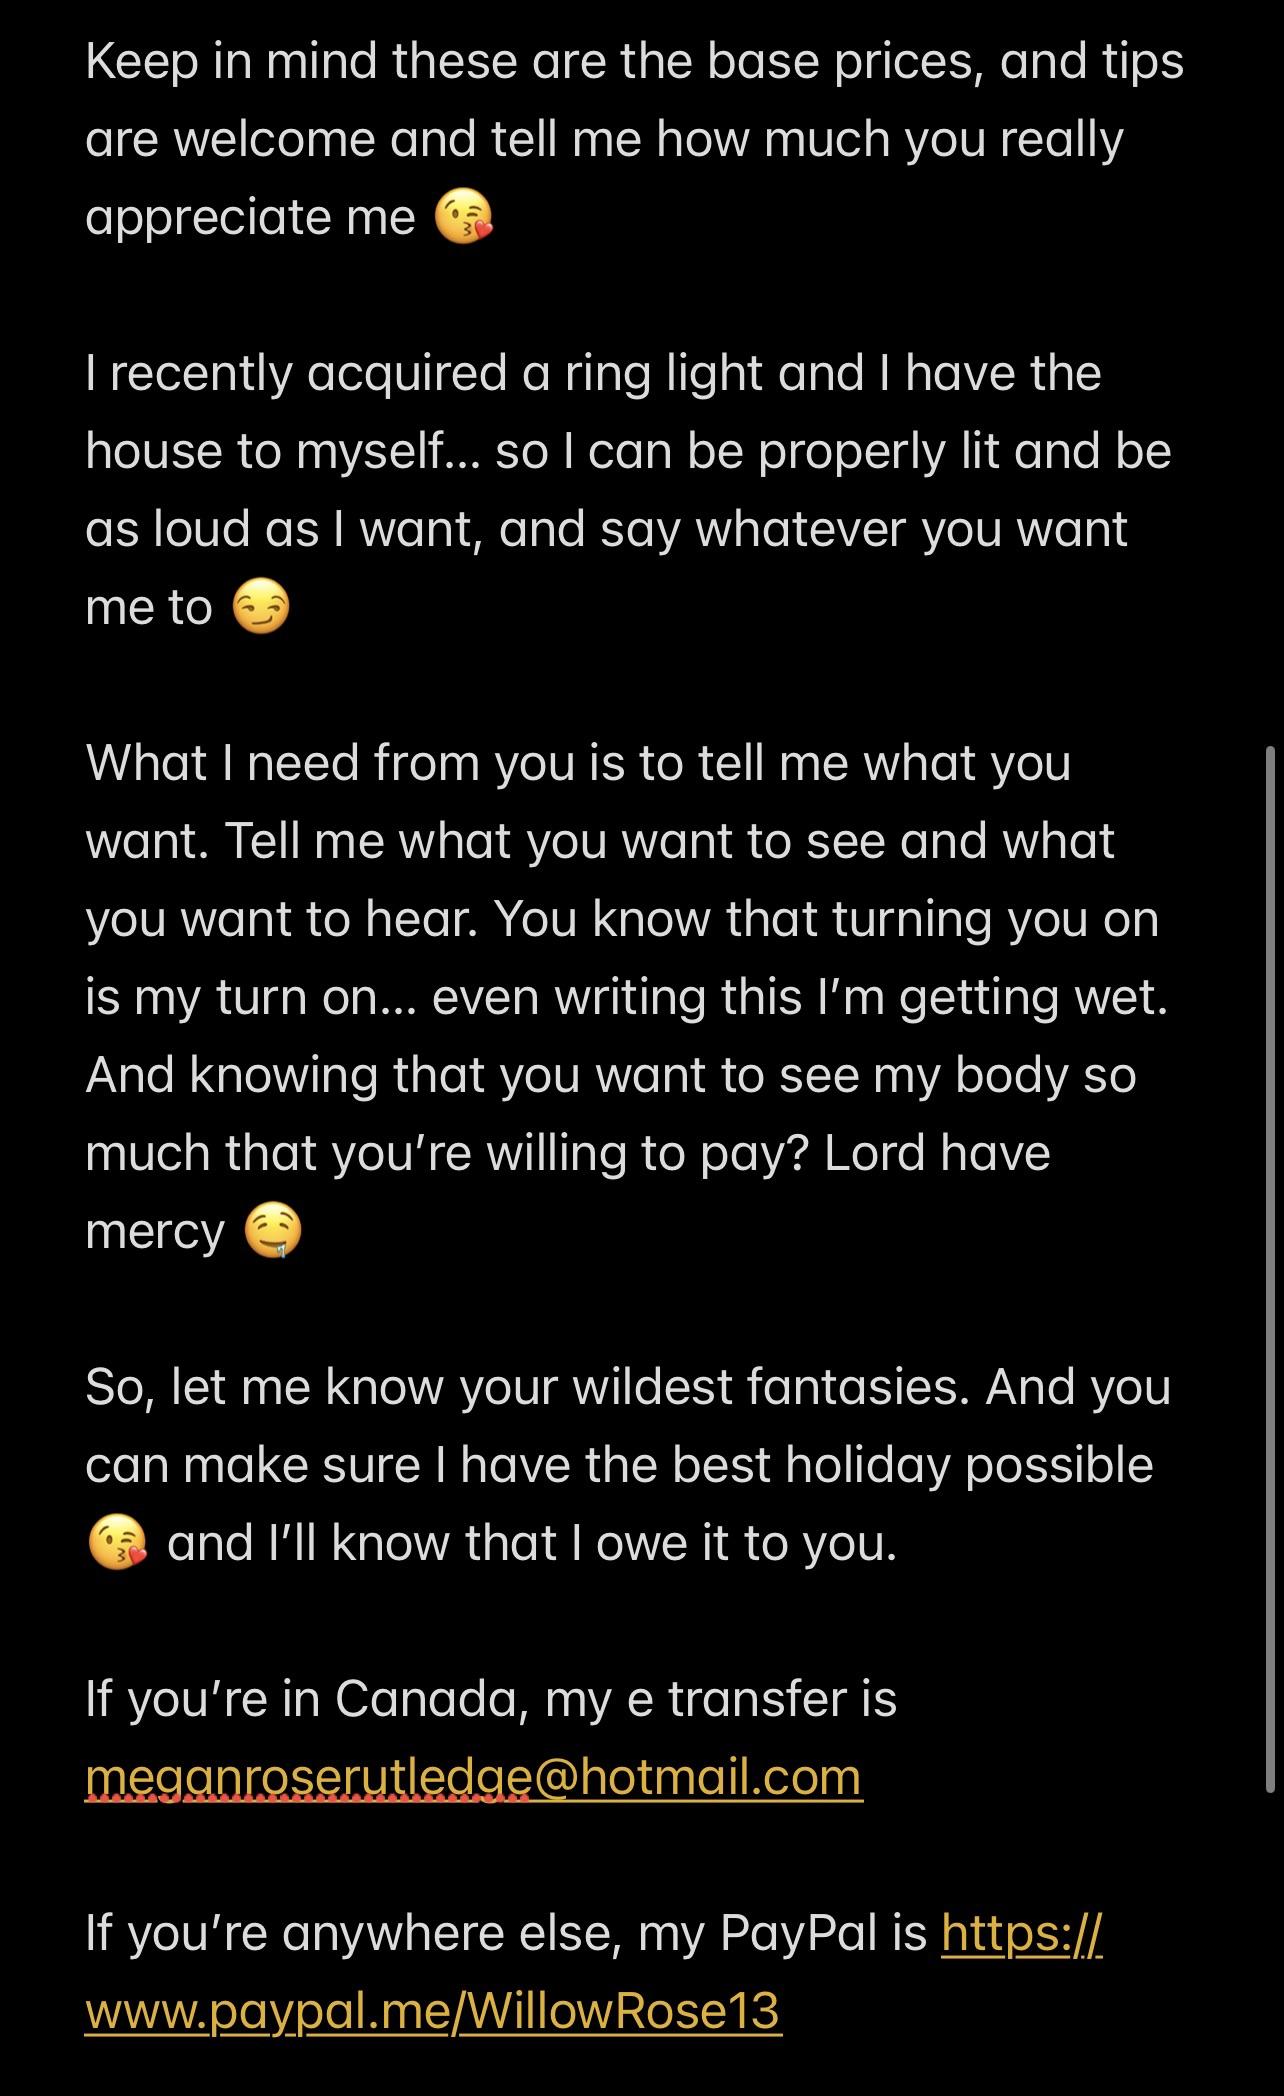 Keep in mind these are the base prices, and tips
are welcome and tell me how much you really
appreciate me 😘
I recently acquired a ring light and I have the
house to myself... so I can be properly lit and be
as loud as I want, and say whatever you want
me to 😏
What I need from you is to tell me what you
want. Tell me what you want to see and what
you want to hear. You know that turning you on
is my turn on... even writing this I’m getting wet.
And knowing that you want to see my body so
much that you’re willing to pay? Lord have
mercy 🤤
So, let me know your wildest fantasies. And you
can make sure I have the best holiday possible
😘 and I’ll know that I owe it to you.
If you’re in Canada, my e transfer is
meganroserutledge@hotmail.com
If you’re anywhere else, my PayPal is https://
www.paypal.me/WillowRose13